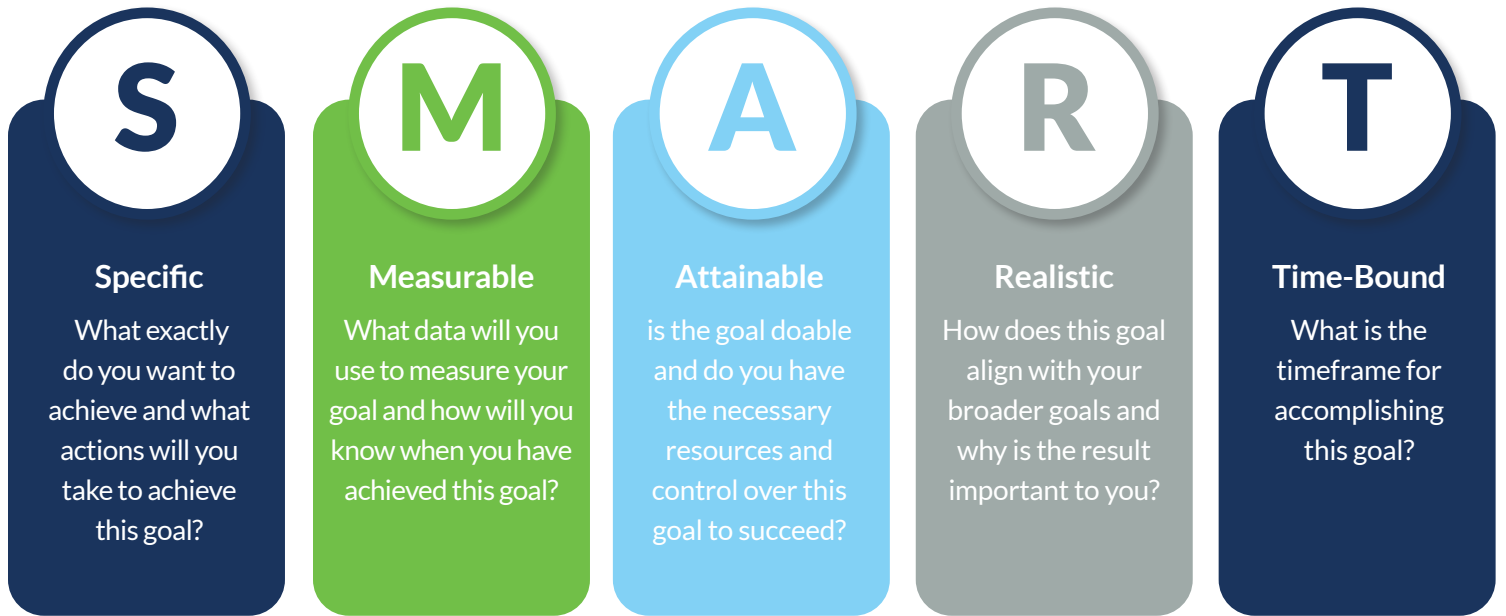 S
Specific
What exactly
do you want to
achieve and what
actions will you
take to achieve
this goal?
M
Measurable
What data will you
use to measure your
goal and how will you
know when you have
achieved this goal?
A
Attainable
is the goal doable
and do you have
the necessary
resources and
control over this
goal to succeed?
R
Realistic
How does this goal
align with your
broader goals and
why is the result
important to you?
T
Time-Bound
What is the
timeframe for
accomplishing
this goal?